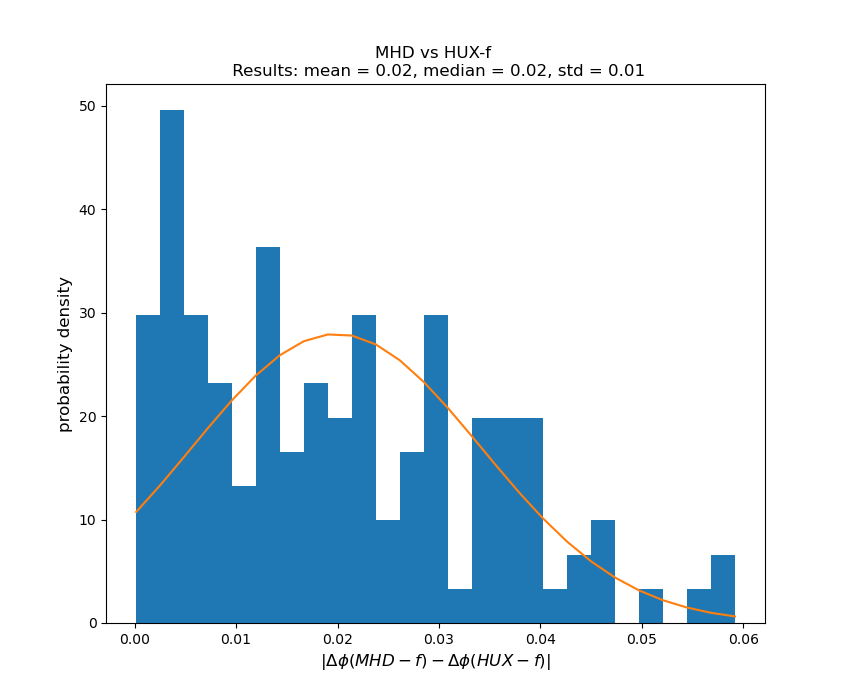 MHD vs HUX-f
Results: mean = 0.02, median = 0.02, std = 0.01
50
40
30
20
10
0
probability density
0.00 0.01 0.02 0.03 0.04 0.05 0.06
|Δϕ(MHD − f) − Δϕ(HUX − f)|